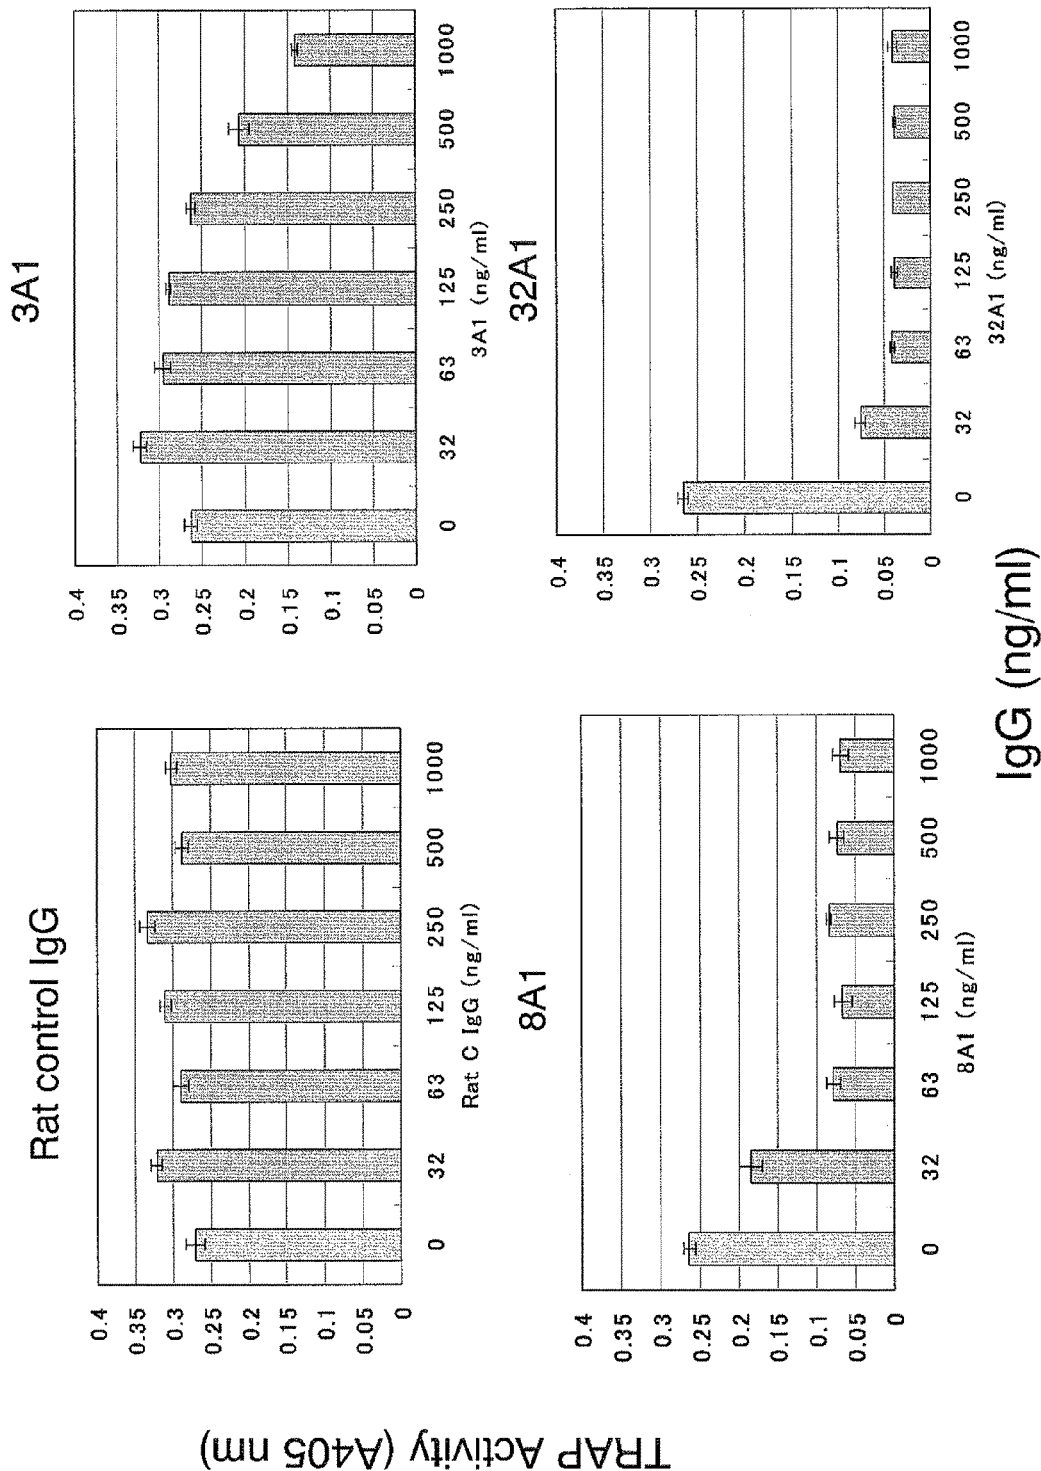 TRAP Activity (A405 nm)
Rat control IgG
0.4
0.35
0.3
0.25
0.2
0.15
0.1
0.05
0
0 32 63 125 250 500 1000
Rat C IgG (ng/ml)
3A1
0.4
0.35
0.3
0.25
0.2
0.15
0.1
0.05
0
0 32 63 125 250 500 1000
3A1 (ng/ml)
8A1
0.4
0.35
0.3
0.25
0.2
0.15
0.1
0.05
0
0 32 63 125 250 500 1000
8A1 (ng/ml)
32A1
0.4
0.35
0.3
0.25
0.2
0.15
0.1
0.05
0
0 32 63 125 250 500 1000
32A1 (ng/ml)
IgG (ng/ml)